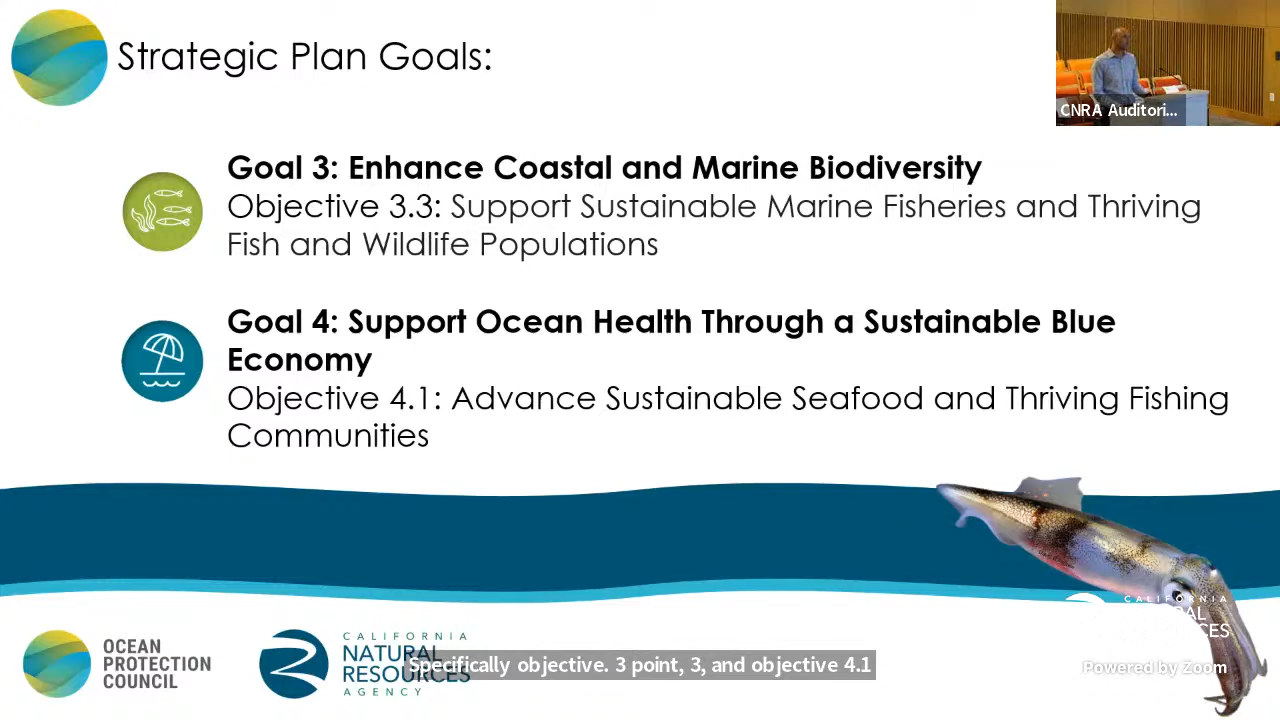 Strategic Plan Goals:
CNRA Auditori...
Goal 3: Enhance Coastal and Marine Biodiversity
Objective 3.3: Support Sustainable Marine Fisheries and Thriving
Fish and Wildlife Populations
Goal 4: Support Ocean Health Through a Sustainable Blue
Economy
Objective 4.1: Advance Sustainable Seafood and Thriving Fishing
Communities
OCEAN
PROTECTION
COUNCIL
CALIFORNIA
NATURAL
RESOURCES
AGENCY
Specifically objective. 3 point, 3, and objective 4.1
CALIFORNIA
Powered by Zoom